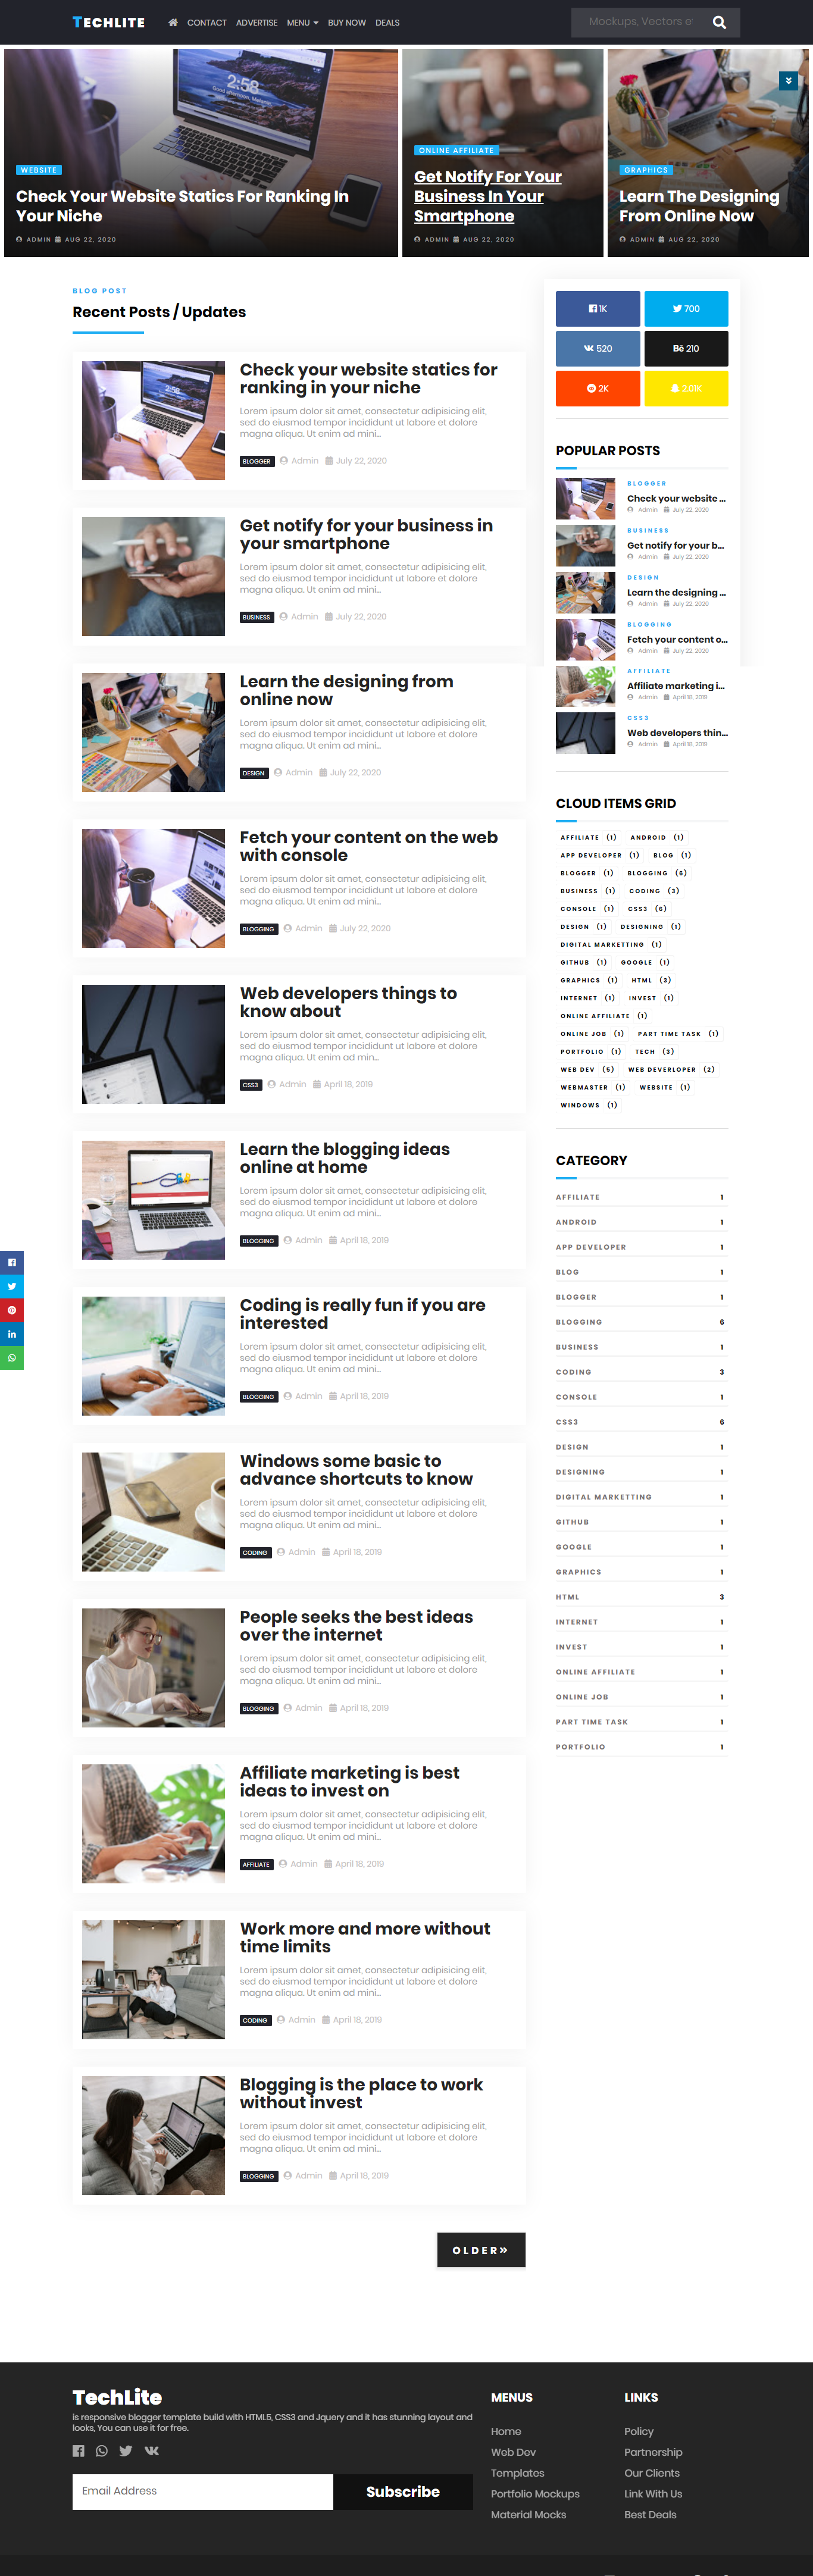 TECHLITE
CONTACT ADVERTISE MENU BUY NOW DEALS
Mockups, Vectors
WEBSITE
Check Your Website Statics For Ranking In
Your Niche
ADMIN AUG 22, 2020
ONLINE AFFILIATE
Get Notify For Your
Business In Your
Smartphone
ADMIN AUG 22, 2020
GRAPHICS
Learn The Designing
From Online Now
ADMIN AUG 22, 2020
BLOG POST
Recent Posts / Updates
Check your website statics for
ranking in your niche
Lorem ipsum dolor sit amet, consectetur adipisicing elit,
sed do eiusmod tempor incididunt ut labore et dolore
magna aliqua. Ut enim ad mini...
BLOGGER Admin July 22, 2020
Get notify for your business in
your smartphone
Lorem ipsum dolor sit amet, consectetur adipisicing elit,
sed do eiusmod tempor incididunt ut labore et dolore
magna aliqua. Ut enim ad mini...
BUSINESS Admin July 22, 2020
Learn the designing from
online now
Lorem ipsum dolor sit amet, consectetur adipisicing elit,
sed do eiusmod tempor incididunt ut labore et dolore
magna aliqua. Ut enim ad mini...
DESIGN Admin July 22, 2020
Fetch your content on the web
with console
Lorem ipsum dolor sit amet, consectetur adipisicing elit,
sed do eiusmod tempor incididunt ut labore et dolore
magna aliqua. Ut enim ad mini...
BLOGGING Admin July 22, 2020
Web developers things to
know about
Lorem ipsum dolor sit amet, consectetur adipisicing elit,
sed do eiusmod tempor incididunt ut labore et dolore
magna aliqua. Ut enim ad min...
CSS3 Admin April 18, 2019
Learn the blogging ideas
online at home
Lorem ipsum dolor sit amet, consectetur adipisicing elit,
sed do eiusmod tempor incididunt ut labore et dolore
magna aliqua. Ut enim ad mini...
BLOGGING Admin April 18, 2019
Coding is really fun if you are
interested
Lorem ipsum dolor sit amet, consectetur adipisicing elit,
sed do eiusmod tempor incididunt ut labore et dolore
magna aliqua. Ut enim ad mini...
BLOGGING Admin April 18, 2019
Windows some basic to
advance shortcuts to know
Lorem ipsum dolor sit amet, consectetur adipisicing elit,
sed do eiusmod tempor incididunt ut labore et dolore
magna aliqua. Ut enim ad mini...
CODING Admin April 18, 2019
People seeks the best ideas
over the internet
Lorem ipsum dolor sit amet, consectetur adipisicing elit,
sed do eiusmod tempor incididunt ut labore et dolore
magna aliqua. Ut enim ad mini...
BLOGGING Admin April 18, 2019
Affiliate marketing is best
ideas to invest on
Lorem ipsum dolor sit amet, consectetur adipisicing elit,
sed do eiusmod tempor incididunt ut labore et dolore
magna aliqua. Ut enim ad mini...
AFFILIATE Admin April 18, 2019
Work more and more without
time limits
Lorem ipsum dolor sit amet, consectetur adipisicing elit,
sed do eiusmod tempor incididunt ut labore et dolore
magna aliqua. Ut enim ad mini...
CODING Admin April 18, 2019
Blogging is the place to work
without invest
Lorem ipsum dolor sit amet, consectetur adipisicing elit,
sed do eiusmod tempor incididunt ut labore et dolore
magna aliqua. Ut enim ad mini...
BLOGGING Admin April 18, 2019
OLDER»
1K 700
520 210
2K 2.01K
POPULAR POSTS
BLOGGER
Check your website ...
Admin July 22, 2020
BUSINESS
Get notify for your b...
Admin July 22, 2020
DESIGN
Learn the designing ...
Admin July 22, 2020
BLOGGING
Fetch your content o...
Admin July 22, 2020
AFFILIATE
Affiliate marketing i...
Admin April 18, 2019
CSS3
Web developers thin...
Admin April 18, 2019
CLOUD ITEMS GRID
AFFILIATE (1) ANDROID (1)
APP DEVELOPER (1) BLOG (1)
BLOGGER (1) BLOGGING (6)
BUSINESS (1) CODING (3)
CONSOLE (1) CSS3 (6)
DESIGN (1) DESIGNING (1)
DIGITAL MARKETTING (1)
GITHUB (1) GOOGLE (1)
GRAPHICS (1) HTML (3)
INTERNET (1) INVEST (1)
ONLINE AFFILIATE (1)
ONLINE JOB (1) PART TIME TASK (1)
PORTFOLIO (1) TECH (3)
WEB DEV (5) WEB DEVERLOPER (2)
WEBMASTER (1) WEBSITE (1)
WINDOWS (1)
CATEGORY
AFFILIATE 1
ANDROID 1
APP DEVELOPER 1
BLOG 1
BLOGGER 1
BLOGGING 6
BUSINESS 1
CODING 3
CONSOLE 1
CSS3 6
DESIGN 1
DESIGNING 1
DIGITAL MARKETTING 1
GITHUB 1
GOOGLE 1
GRAPHICS 1
HTML 3
INTERNET 1
INVEST 1
ONLINE AFFILIATE 1
ONLINE JOB 1
PART TIME TASK 1
PORTFOLIO 1
TechLite
is responsive blogger template build with HTML5, CSS3 and Jquery and it has stunning layout and
looks, You can use it for free.
Email Address Subscribe
MENUS
Home
Web Dev
Templates
Portfolio Mockups
Material Mocks
LINKS
Policy
Partnership
Our Clients
Link With Us
Best Deals